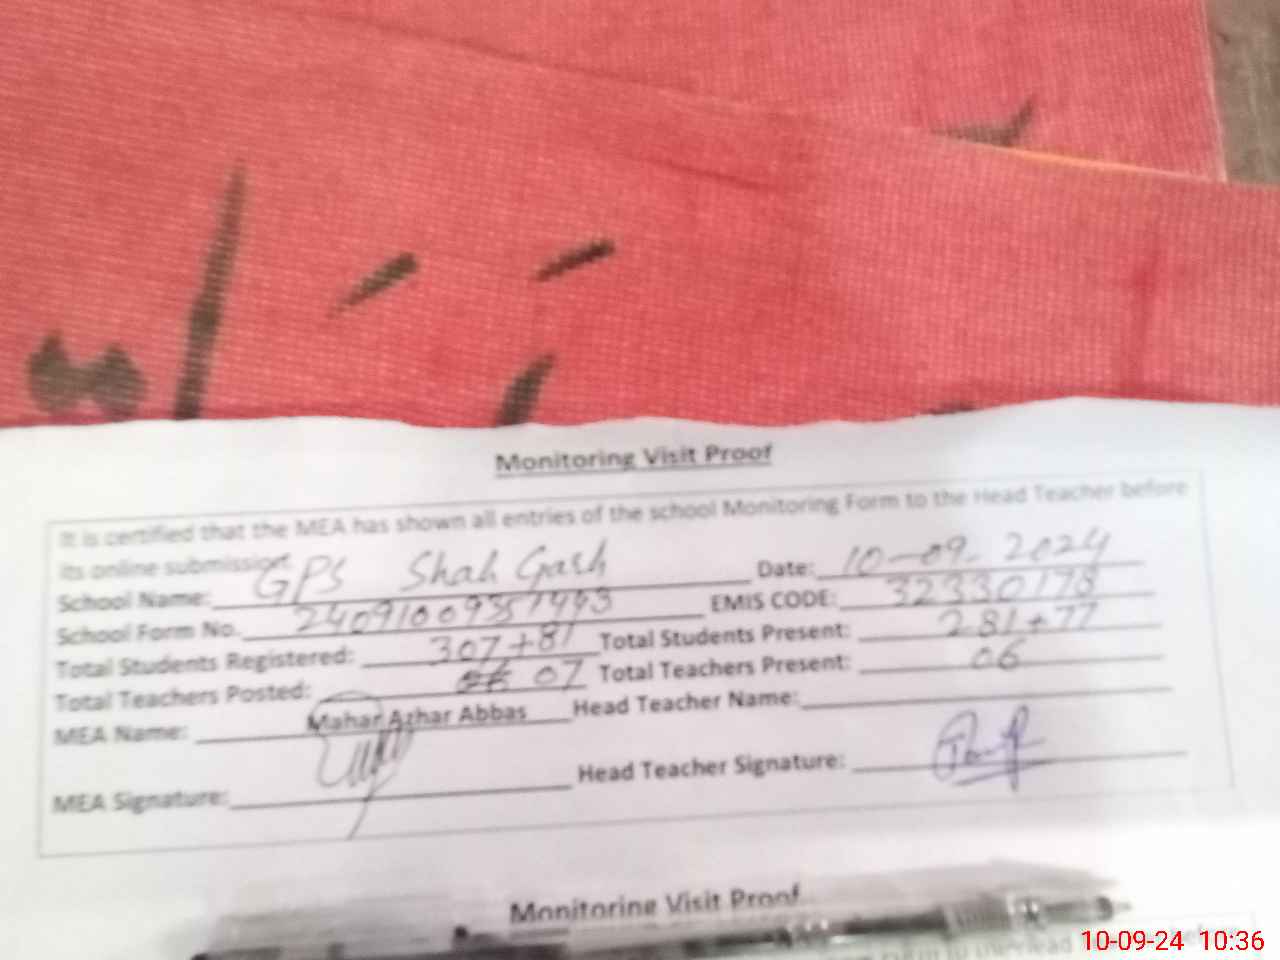 Monitoring Visit Proof
It is certified that the MEA has shown all entries of the school Monitoring Form to the Head Teacher before
its online submission.
School Name: GPS Shah Garh Date: 10-09-2024
School Form No. 24091009357493 EMIS CODE: 32330178
Total Students Registered: 307+81 Total Students Present: 281+77
Total Teachers Posted: 07 Total Teachers Present: 06
MEA Name: Mahar Azhar Abbas Head Teacher Name:
MEA Signature: Head Teacher Signature:
Monitoring Visit Proof
10-09-24 10:36